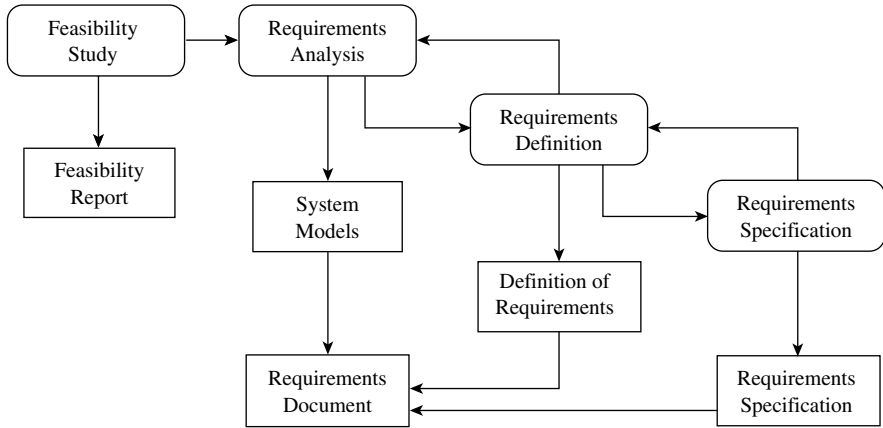 Feasibility
Study
Requirements
Analysis
Requirements
Definition
Feasibility
Report
System
Models
Requirements
Specification
Definition of
Requirements
Requirements
Document
Requirements
Specification